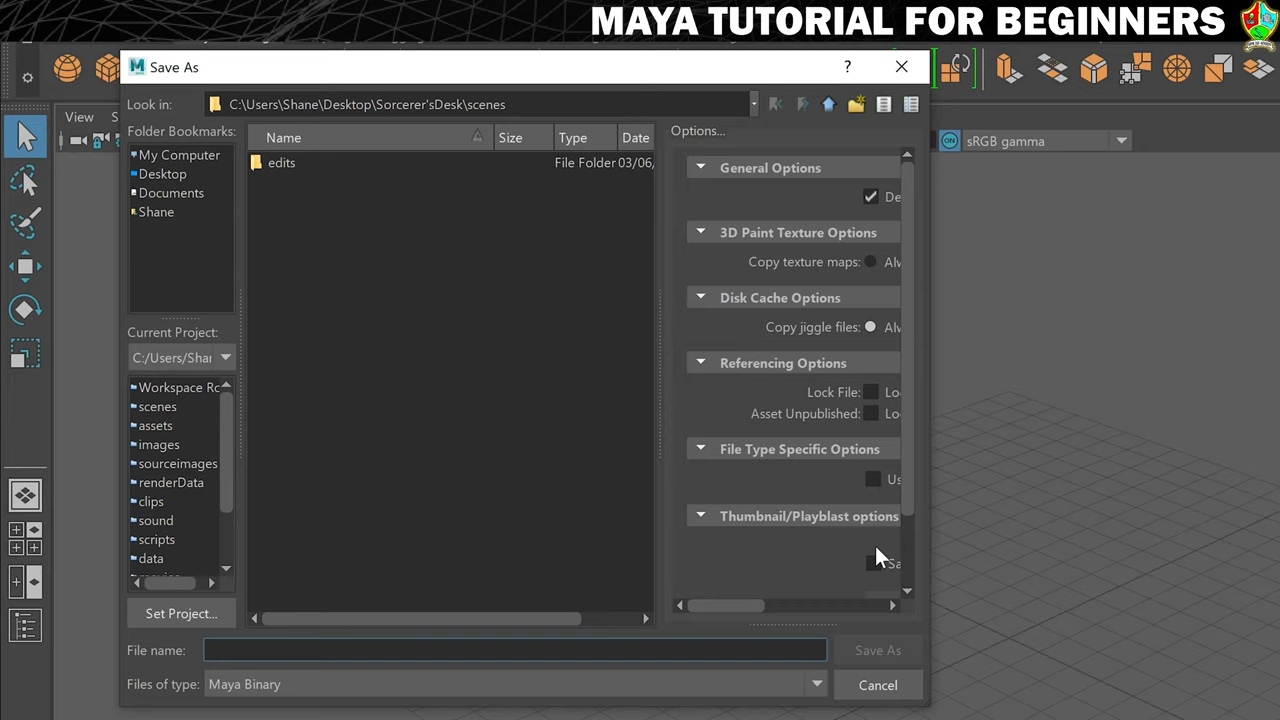 MAYA TUTORIAL FOR BEGINNERS
Save As
?
Look in:
C:\Users\Shane\Desktop\Sorcerer'sDesk\scenes
Folder Bookmarks:
My Computer
Desktop
Documents
Shane
Name
Size
Type
Date
edits
File Folder
03/06,
Current Project:
C:/Users/Shar
Workspace Rc
scenes
assets
images
sourceimages
renderData
clips
sound
scripts
data
Set Project...
Options...
General Options
De
3D Paint Texture Options
Copy texture maps:
Alv
Disk Cache Options
Copy jiggle files:
Alv
Referencing Options
Lock File:
Lo
Asset Unpublished:
Lo
File Type Specific Options
Us
Thumbnail/Playblast options
Sa
File name:
Save As
Files of type:
Maya Binary
Cancel
View
S
ON
sRGB gamma